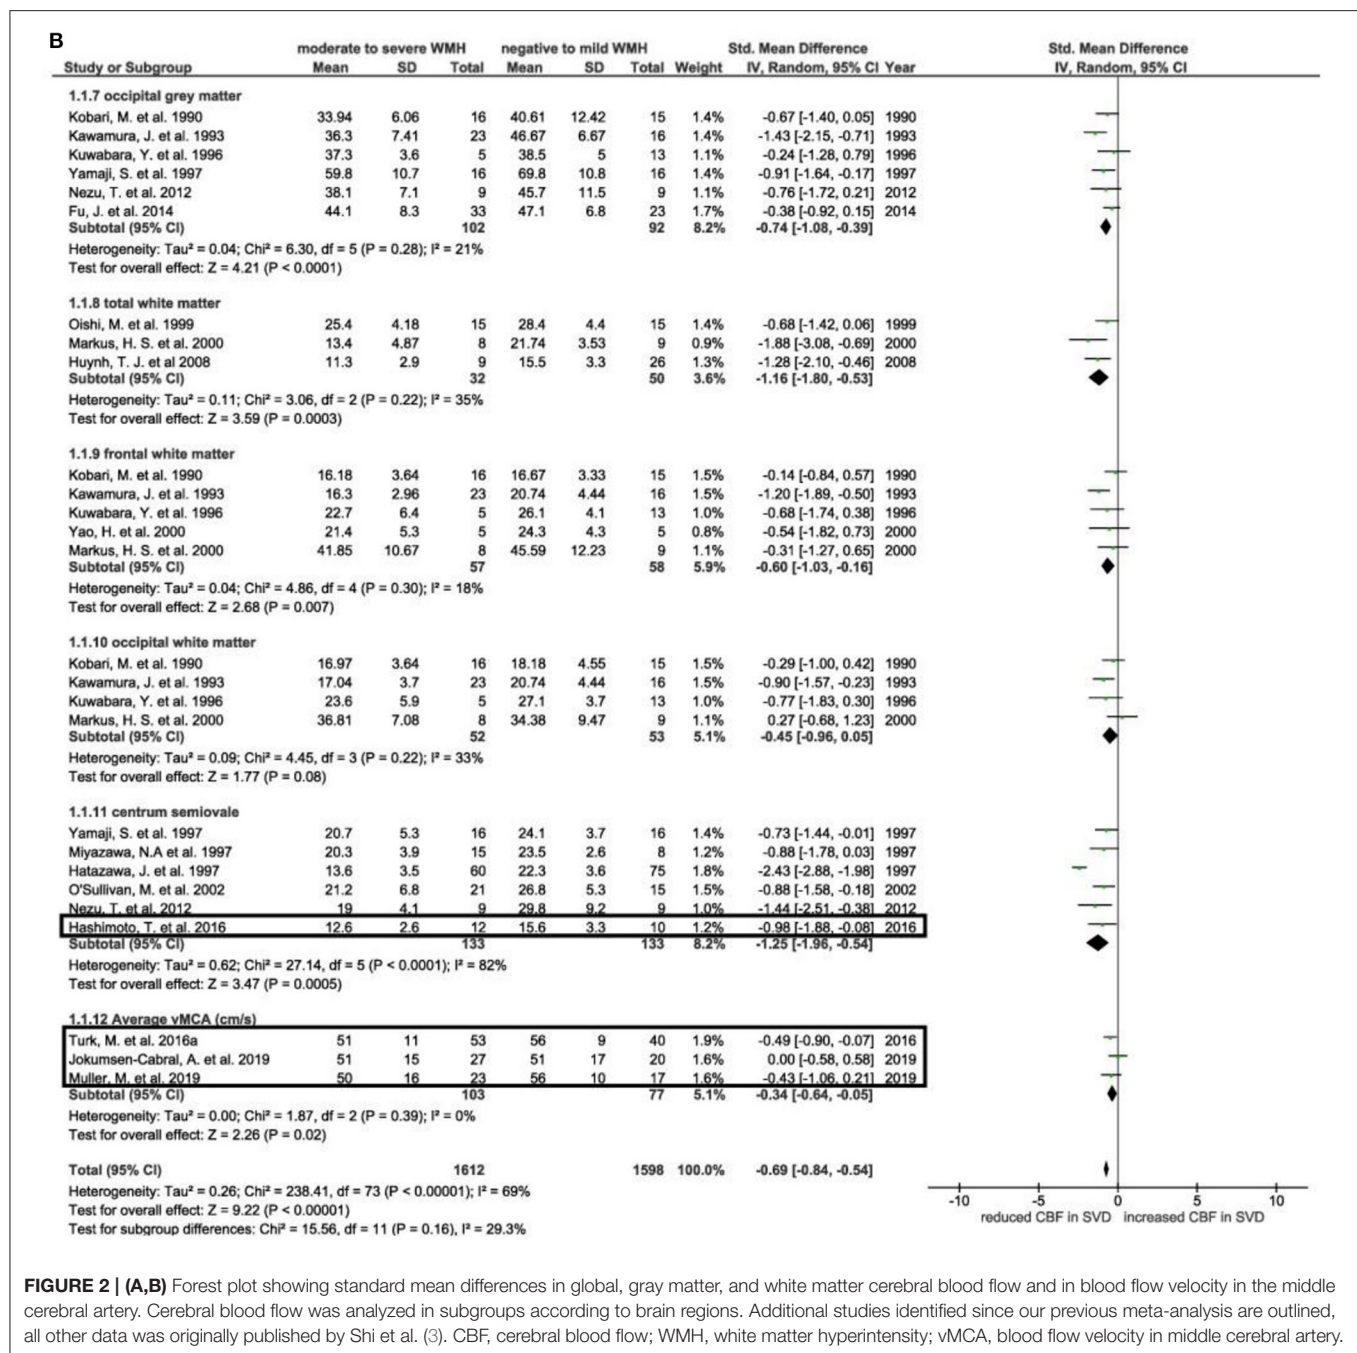 B
moderate to severe WMH negative to mild WMH Std. Mean Difference Std. Mean Difference
Study or Subgroup Mean SD Total Mean SD Total Weight IV, Random, 95% CI Year IV, Random, 95% CI
1.1.7 occipital grey matter
Kobari, M. et al. 1990 33.94 6.06 16 40.61 12.42 15 1.4% -0.67 [-1.40, 0.05] 1990
Kawamura, J. et al. 1993 36.3 7.41 23 46.67 6.67 16 1.4% -1.43 [-2.15, -0.71] 1993
Kuwabara, Y. et al. 1996 37.3 3.6 5 38.5 5 13 1.1% -0.24 [-1.28, 0.79] 1996
Yamaji, S. et al. 1997 59.8 10.7 16 69.8 10.8 16 1.4% -0.91 [-1.64, -0.17] 1997
Nezu, T. et al. 2012 38.1 7.1 9 45.7 11.5 9 1.1% -0.76 [-1.72, 0.21] 2012
Fu, J. et al. 2014 44.1 8.3 33 47.1 6.8 23 1.7% -0.38 [-0.92, 0.15] 2014
Subtotal (95% CI) 102 92 8.2% -0.74 [-1.08, -0.39]
Heterogeneity: Tau² = 0.04; Chi² = 6.30, df = 5 (P = 0.28); I² = 21%
Test for overall effect: Z = 4.21 (P < 0.0001)
1.1.8 total white matter
Oishi, M. et al. 1999 25.4 4.18 15 28.4 4.4 15 1.4% -0.68 [-1.42, 0.06] 1999
Markus, H. S. et al. 2000 13.4 4.87 8 21.74 3.53 9 0.9% -1.88 [-3.08, -0.69] 2000
Huynh, T. J. et al 2008 11.3 2.9 9 15.5 3.3 26 1.3% -1.28 [-2.10, -0.46] 2008
Subtotal (95% CI) 32 50 3.6% -1.16 [-1.80, -0.53]
Heterogeneity: Tau² = 0.11; Chi² = 3.06, df = 2 (P = 0.22); I² = 35%
Test for overall effect: Z = 3.59 (P = 0.0003)
1.1.9 frontal white matter
Kobari, M. et al. 1990 16.18 3.64 16 16.67 3.33 15 1.5% -0.14 [-0.84, 0.57] 1990
Kawamura, J. et al. 1993 16.3 2.96 23 20.74 4.44 16 1.5% -1.20 [-1.89, -0.50] 1993
Kuwabara, Y. et al. 1996 22.7 6.4 5 26.1 4.1 13 1.0% -0.68 [-1.74, 0.38] 1996
Yao, H. et al. 2000 21.4 5.3 5 24.3 4.3 5 0.8% -0.54 [-1.82, 0.73] 2000
Markus, H. S. et al. 2000 41.85 10.67 8 45.59 12.23 9 1.1% -0.31 [-1.27, 0.65] 2000
Subtotal (95% CI) 57 58 5.9% -0.60 [-1.03, -0.16]
Heterogeneity: Tau² = 0.04; Chi² = 4.86, df = 4 (P = 0.30); I² = 18%
Test for overall effect: Z = 2.68 (P = 0.007)
1.1.10 occipital white matter
Kobari, M. et al. 1990 16.97 3.64 16 18.18 4.55 15 1.5% -0.29 [-1.00, 0.42] 1990
Kawamura, J. et al. 1993 17.04 3.7 23 20.74 4.44 16 1.5% -0.90 [-1.57, -0.23] 1993
Kuwabara, Y. et al. 1996 23.6 5.9 5 27.1 3.7 13 1.0% -0.77 [-1.83, 0.30] 1996
Markus, H. S. et al. 2000 36.81 7.08 8 34.38 9.47 9 1.1% 0.27 [-0.68, 1.23] 2000
Subtotal (95% CI) 52 53 5.1% -0.45 [-0.96, 0.05]
Heterogeneity: Tau² = 0.09; Chi² = 4.45, df = 3 (P = 0.22); I² = 33%
Test for overall effect: Z = 1.77 (P = 0.08)
1.1.11 centrum semiovale
Yamaji, S. et al. 1997 20.7 5.3 16 24.1 3.7 16 1.4% -0.73 [-1.44, -0.01] 1997
Miyazawa, N.A et al. 1997 20.3 3.9 15 23.5 2.6 8 1.2% -0.88 [-1.78, 0.03] 1997
Hatazawa, J. et al. 1997 13.6 3.5 60 22.3 3.6 75 1.8% -2.43 [-2.88, -1.98] 1997
O'Sullivan, M. et al. 2002 21.2 6.8 21 26.8 5.3 15 1.5% -0.88 [-1.58, -0.18] 2002
Nezu, T. et al. 2012 19 4.1 9 29.8 9.2 9 1.0% -1.44 [-2.51, -0.38] 2012
Hashimoto, T. et al. 2016 12.6 2.6 12 15.6 3.3 10 1.2% -0.98 [-1.88, -0.08] 2016
Subtotal (95% CI) 133 133 8.2% -1.25 [-1.96, -0.54]
Heterogeneity: Tau² = 0.62; Chi² = 27.14, df = 5 (P < 0.0001); I² = 82%
Test for overall effect: Z = 3.47 (P = 0.0005)
1.1.12 Average vMCA (cm/s)
Turk, M. et al. 2016a 51 11 53 56 9 40 1.9% -0.49 [-0.90, -0.07] 2016
Jokumsen-Cabral, A. et al. 2019 51 15 27 51 17 20 1.6% 0.00 [-0.58, 0.58] 2019
Muller, M. et al. 2019 50 16 23 56 10 17 1.6% -0.43 [-1.06, 0.21] 2019
Subtotal (95% CI) 103 77 5.1% -0.34 [-0.64, -0.05]
Heterogeneity: Tau² = 0.00; Chi² = 1.87, df = 2 (P = 0.39); I² = 0%
Test for overall effect: Z = 2.26 (P = 0.02)
Total (95% CI) 1612 1598 100.0% -0.69 [-0.84, -0.54]
Heterogeneity: Tau² = 0.26; Chi² = 238.41, df = 73 (P < 0.00001); I² = 69%
Test for overall effect: Z = 9.22 (P < 0.00001)
Test for subgroup differences: Chi² = 15.56, df = 11 (P = 0.16), I² = 29.3%
-10 -5 0 5 10
reduced CBF in SVD increased CBF in SVD
FIGURE 2 | (A,B) Forest plot showing standard mean differences in global, gray matter, and white matter cerebral blood flow and in blood flow velocity in the middle
cerebral artery. Cerebral blood flow was analyzed in subgroups according to brain regions. Additional studies identified since our previous meta-analysis are outlined,
all other data was originally published by Shi et al. (3). CBF, cerebral blood flow; WMH, white matter hyperintensity; vMCA, blood flow velocity in middle cerebral artery.